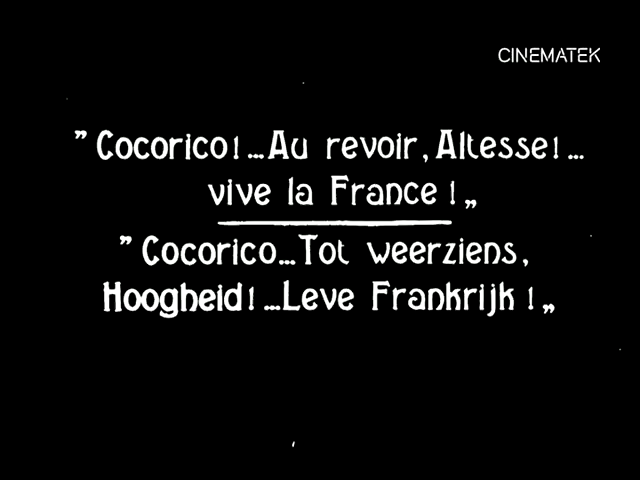 CINEMATEK
"Cocorico!...Au revoir, Altesse!...
vive la France!„
"Cocorico...Tot weerziens,
Hoogheid!...Leve Frankrijk!„